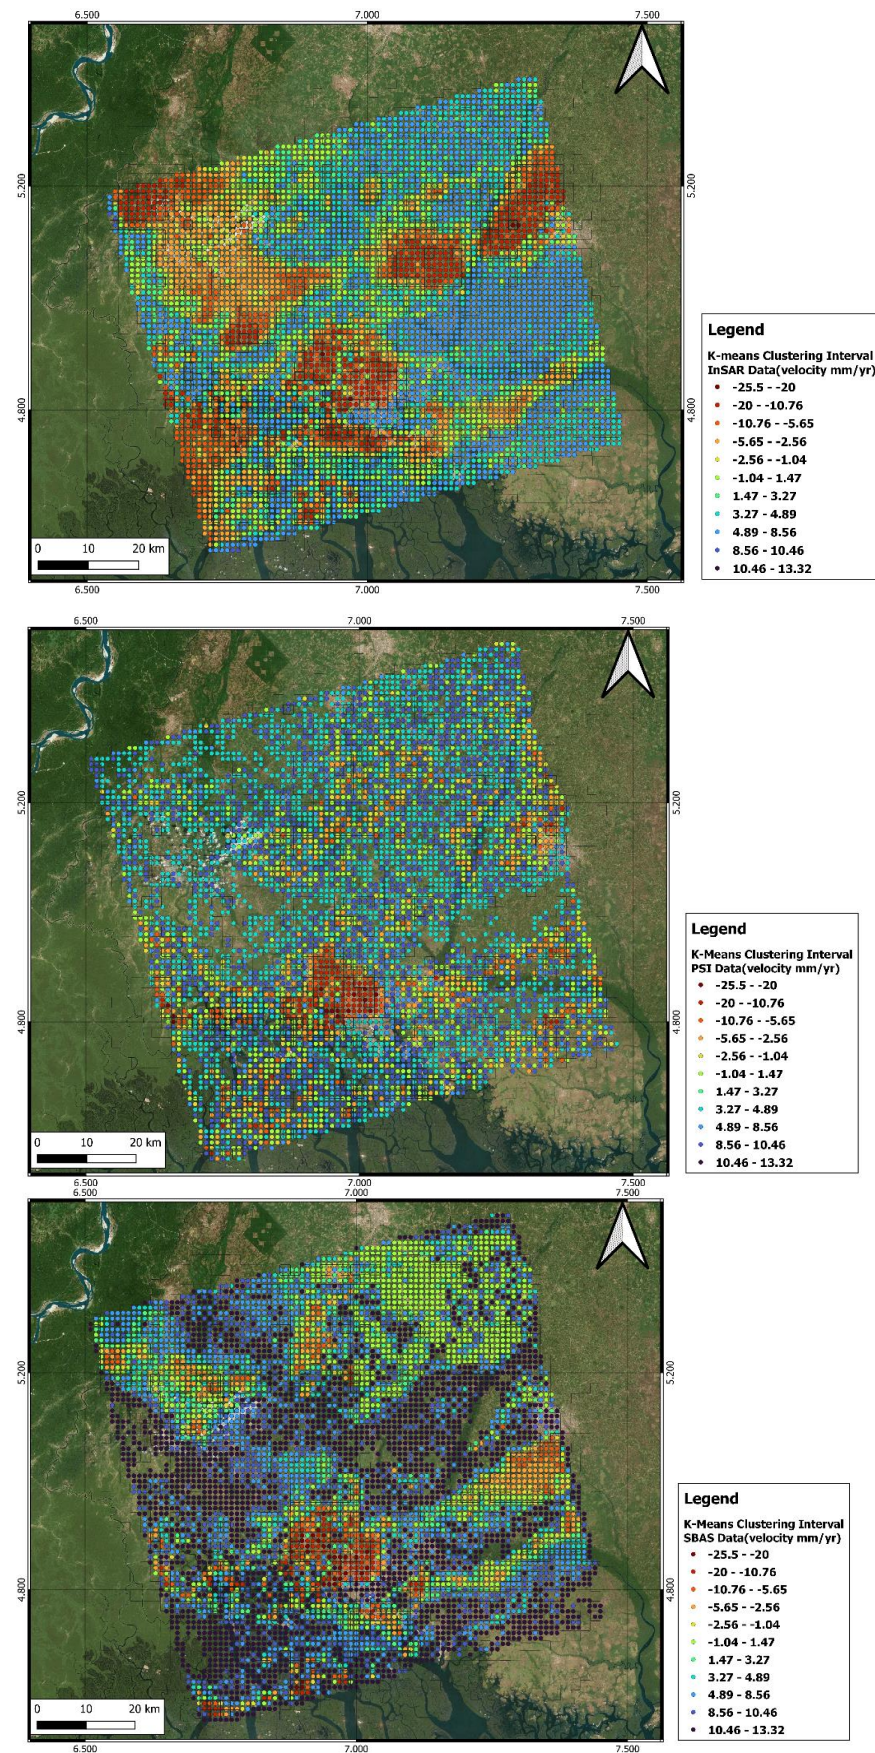 6.500 7.000 7.500
5.200 5.200
4.800 4.800
0 10 20 km
6.500 7.000 7.500
Legend
K-means Clustering Interval
InSAR Data(velocity mm/yr)
-25.5 - -20
-20 - -10.76
-10.76 - -5.65
-5.65 - -2.56
-2.56 - -1.04
-1.04 - 1.47
1.47 - 3.27
3.27 - 4.89
4.89 - 8.56
8.56 - 10.46
10.46 - 13.32
6.500 7.000 7.500
5.200 5.200
4.800 4.800
0 10 20 km
6.500 7.000 7.500
Legend
K-Means Clustering Interval
PSI Data(velocity mm/yr)
-25.5 - -20
-20 - -10.76
-10.76 - -5.65
-5.65 - -2.56
-2.56 - -1.04
-1.04 - 1.47
1.47 - 3.27
3.27 - 4.89
4.89 - 8.56
8.56 - 10.46
10.46 - 13.32
5.200 5.200
4.800 4.800
0 10 20 km
6.500 7.000 7.500
Legend
K-Means Clustering Interval
SBAS Data(velocity mm/yr)
-25.5 - -20
-20 - -10.76
-10.76 - -5.65
-5.65 - -2.56
-2.56 - -1.04
-1.04 - 1.47
1.47 - 3.27
3.27 - 4.89
4.89 - 8.56
8.56 - 10.46
10.46 - 13.32